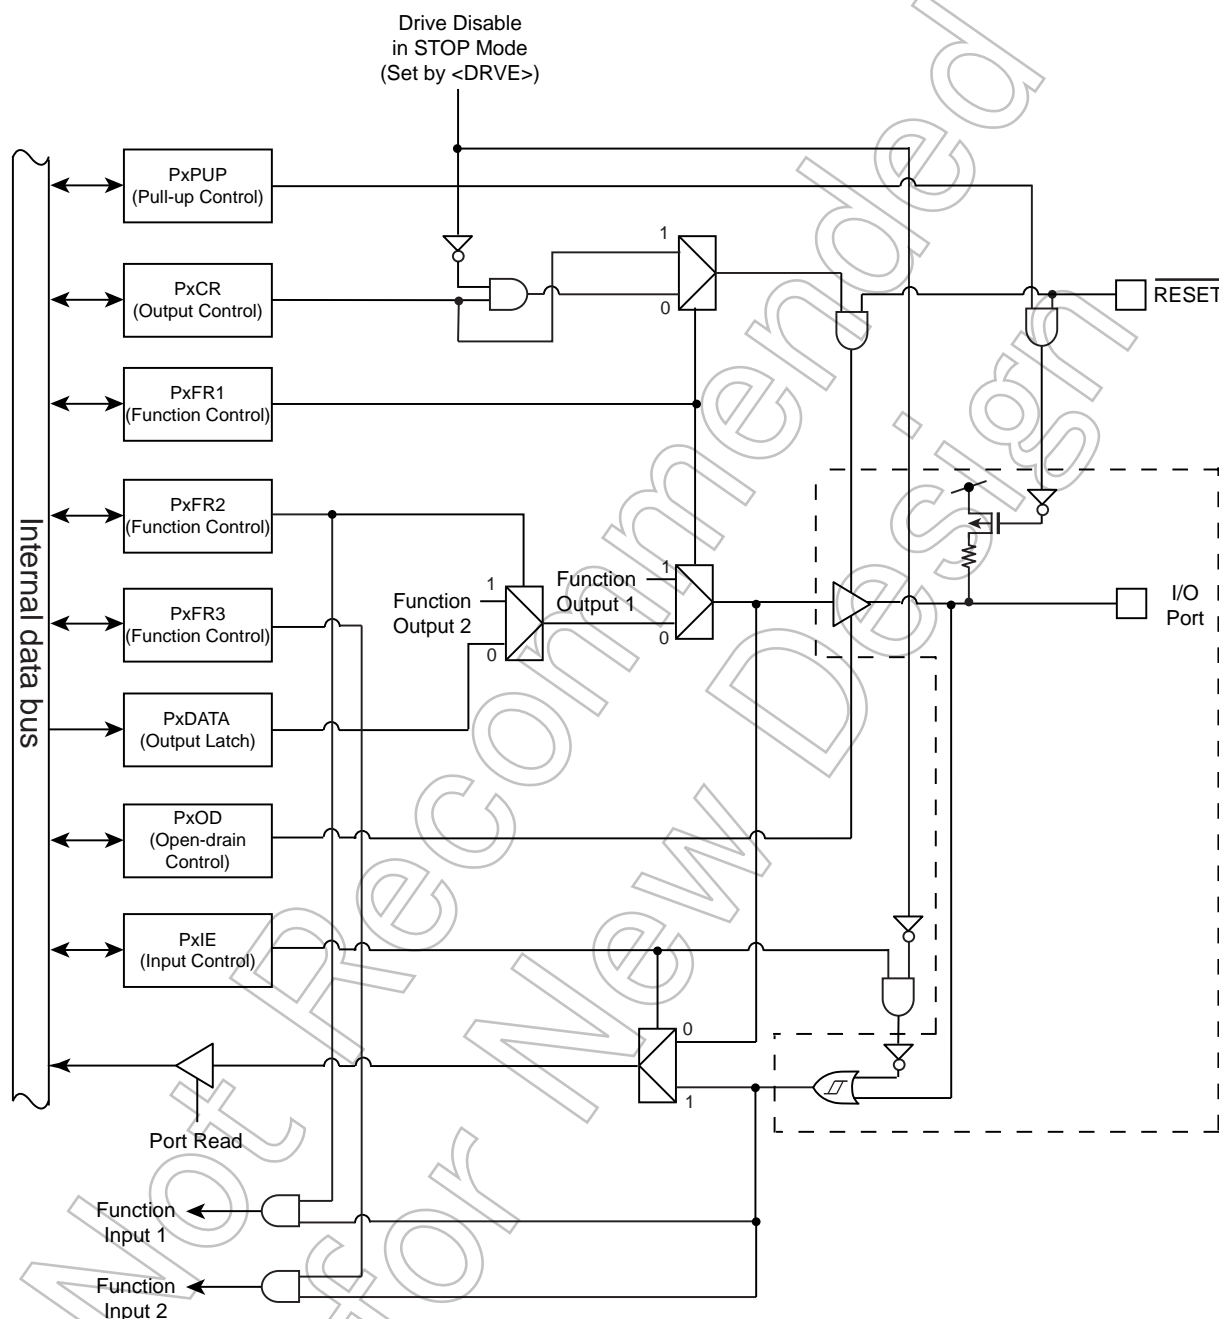 Drive Disable
in STOP Mode
(Set by <DRVE>)
PxPUP
(Pull-up Control)
1
PxCR
(Output Control)
0
RESET
PxFR1
(Function Control)
PxFR2
(Function Control)
Internal data bus
1
Function
Output 2
0
1
Function
Output 1
0
I/O
Port
PxFR3
(Function Control)
PxDATA
(Output Latch)
PxOD
(Open-drain
Control)
PxIE
(Input Control)
0
1
Port Read
Function
Input 1
Function
Input 2
Not Recommended
for New Design